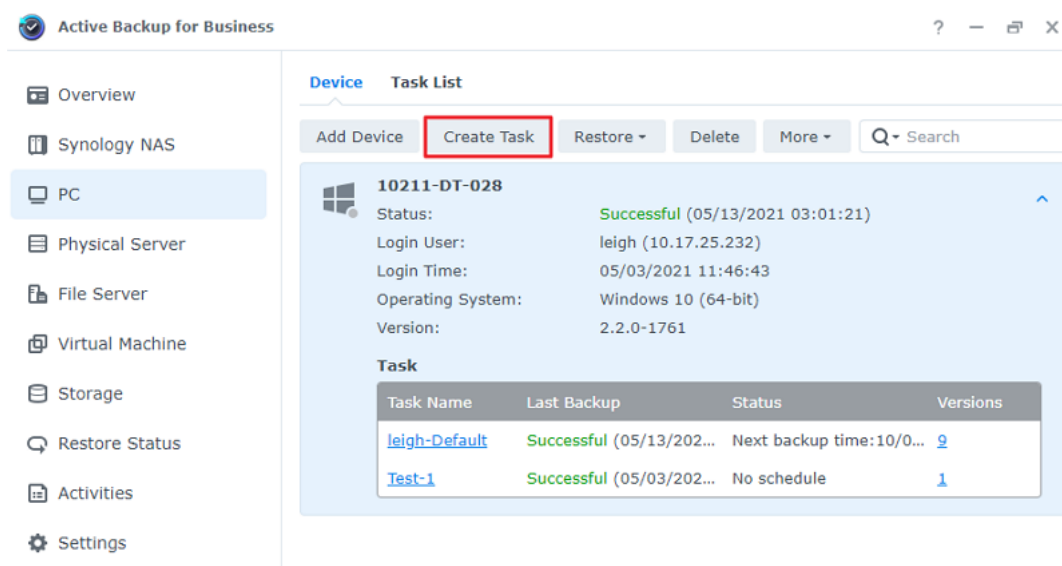 Active Backup for Business
?
Overview
Synology NAS
PC
Physical Server
File Server
Virtual Machine
Storage
Restore Status
Activities
Settings
Device Task List
Add Device Create Task Restore Delete More Search
10211-DT-028
Status: Successful (05/13/2021 03:01:21)
Login User: leigh (10.17.25.232)
Login Time: 05/03/2021 11:46:43
Operating System: Windows 10 (64-bit)
Version: 2.2.0-1761
Task
Task Name Last Backup Status Versions
leigh-Default Successful (05/13/202... Next backup time:10/0... 9
Test-1 Successful (05/03/202... No schedule 1